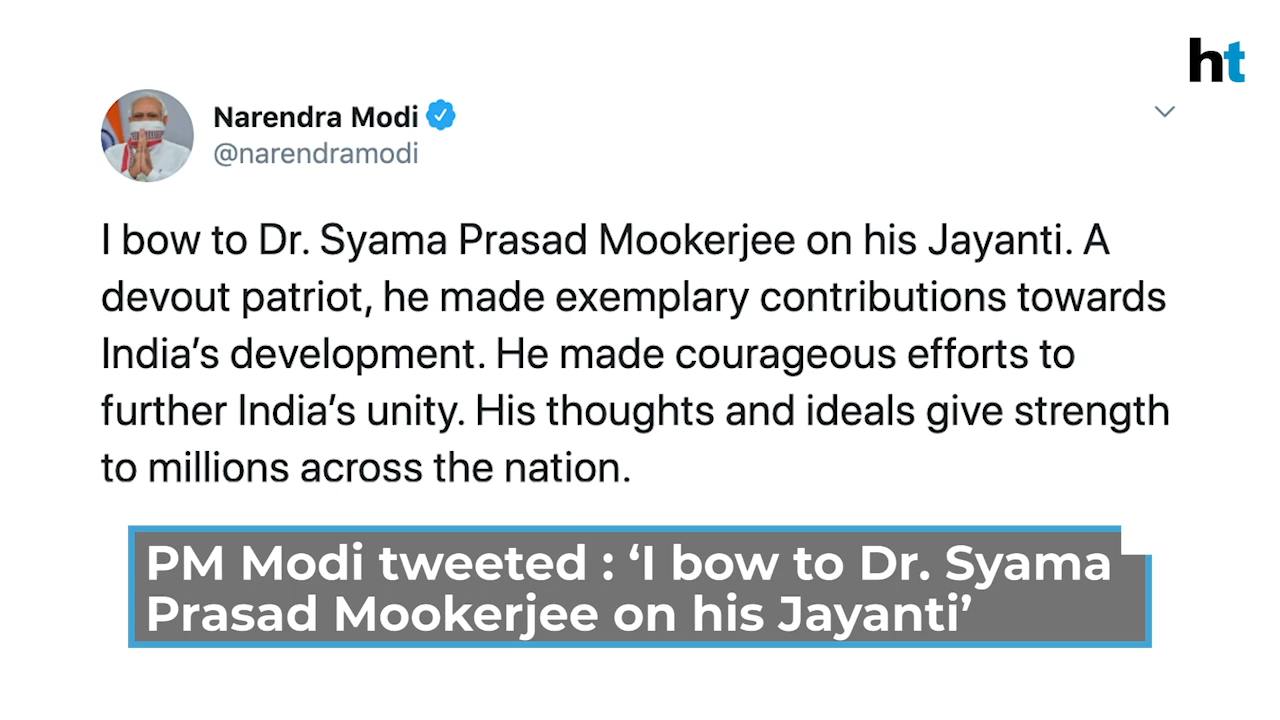 ht
Narendra Modi
@narendramodi
I bow to Dr. Syama Prasad Mookerjee on his Jayanti. A
devout patriot, he made exemplary contributions towards
India’s development. He made courageous efforts to
further India’s unity. His thoughts and ideals give strength
to millions across the nation.
PM Modi tweeted : ‘I bow to Dr. Syama
Prasad Mookerjee on his Jayanti’